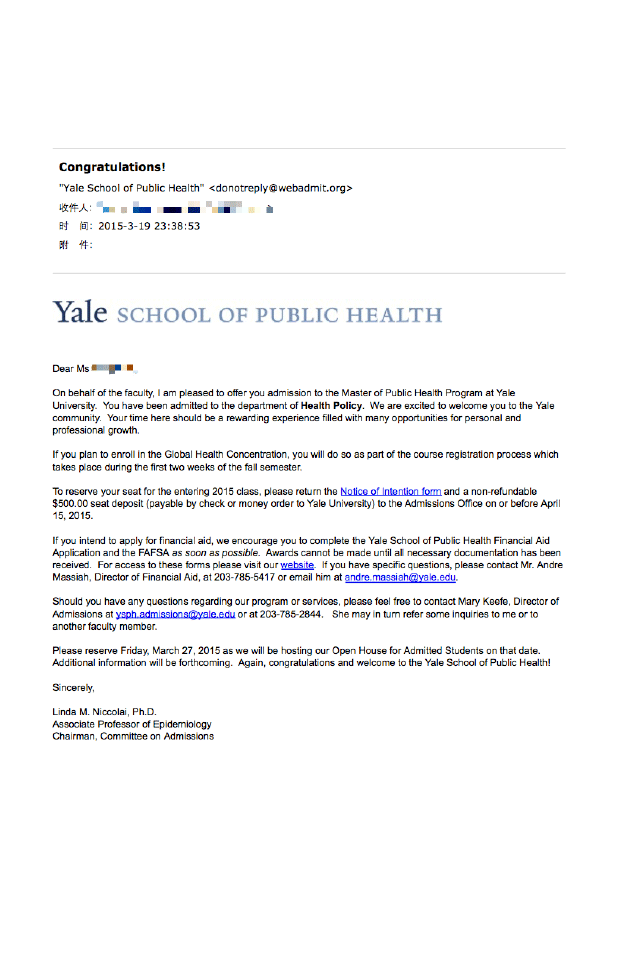 Congratulations!
"Yale School of Public Health" <donotreply@webadmit.org>
收件人:
时 间: 2015-3-19 23:38:53
附 件:
Yale SCHOOL OF PUBLIC HEALTH
Dear Ms
On behalf of the faculty, I am pleased to offer you admission to the Master of Public Health Program at Yale
University. You have been admitted to the department of Health Policy. We are excited to welcome you to the Yale
community. Your time here should be a rewarding experience filled with many opportunities for personal and
professional growth.
If you plan to enroll in the Global Health Concentration, you will do so as part of the course registration process which
takes place during the first two weeks of the fall semester.
To reserve your seat for the entering 2015 class, please return the Notice of Intention form and a non-refundable
$500.00 seat deposit (payable by check or money order to Yale University) to the Admissions Office on or before April
15, 2015.
If you intend to apply for financial aid, we encourage you to complete the Yale School of Public Health Financial Aid
Application and the FAFSA as soon as possible. Awards cannot be made until all necessary documentation has been
received. For access to these forms please visit our website. If you have specific questions, please contact Mr. Andre
Massiah, Director of Financial Aid, at 203-785-5417 or email him at andre.massiah@yale.edu.
Should you have any questions regarding our program or services, please feel free to contact Mary Keefe, Director of
Admissions at ysph.admissions@yale.edu or at 203-785-2844. She may in turn refer some inquiries to me or to
another faculty member.
Please reserve Friday, March 27, 2015 as we will be hosting our Open House for Admitted Students on that date.
Additional information will be forthcoming. Again, congratulations and welcome to the Yale School of Public Health!
Sincerely,
Linda M. Niccolai, Ph.D.
Associate Professor of Epidemiology
Chairman, Committee on Admissions